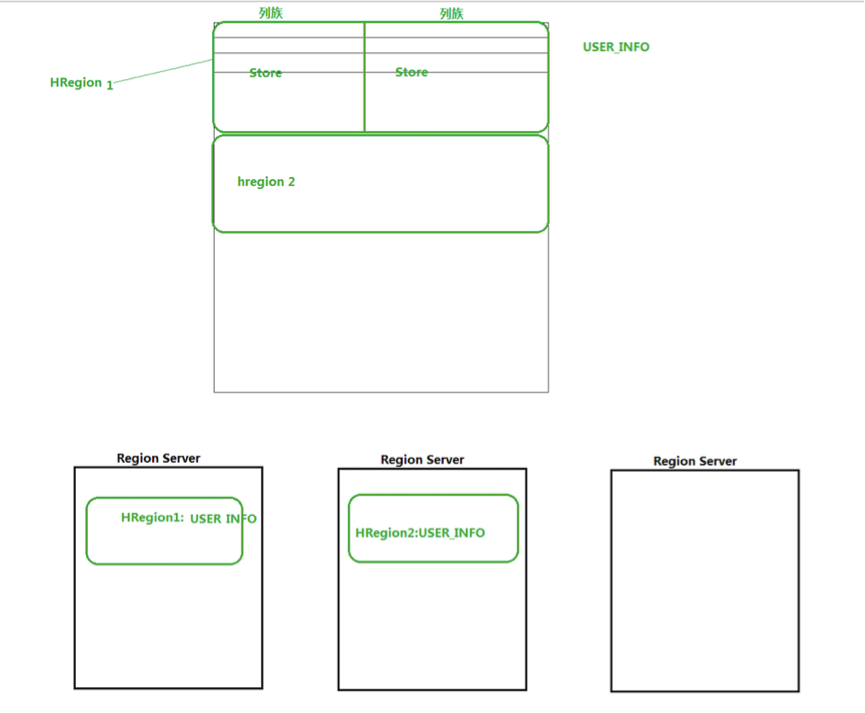 列族 列族
USER_INFO
Store Store
HRegion 1
hregion 2
Region Server Region Server Region Server
HRegion1: USER INFO
HRegion2:USER_INFO